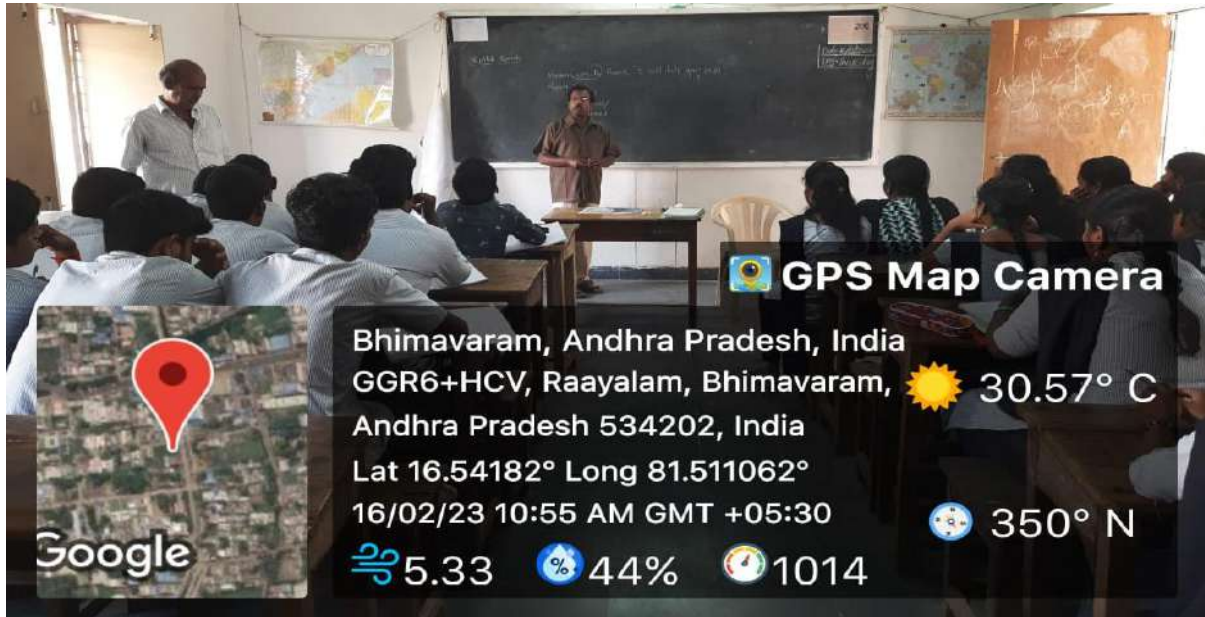 GPS Map Camera
Bhimavaram, Andhra Pradesh, India
GGR6+HCV, Raayalam, Bhimavaram,
Andhra Pradesh 534202, India
Lat 16.54182° Long 81.511062°
16/02/23 10:55 AM GMT +05:30
30.57° C
350° N
5.33 % 44% 1014
Google